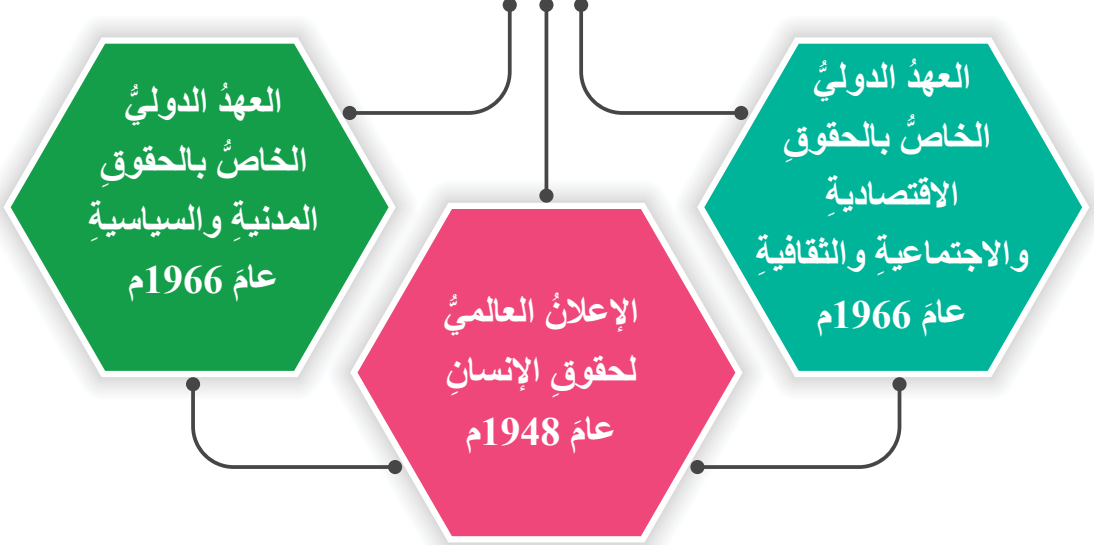 العهدُ الدوليُّ
الخاصُّ بالحقوقِ
الاقتصاديةِ
والاجتماعيةِ والثقافيةِ
عامَ 1966م
العهدُ الدوليُّ
الخاصُّ بالحقوقِ
المدنيةِ والسياسيةِ
عامَ 1966م
الإعلانُ العالميُّ
لحقوقِ الإنسانِ
عامَ 1948م